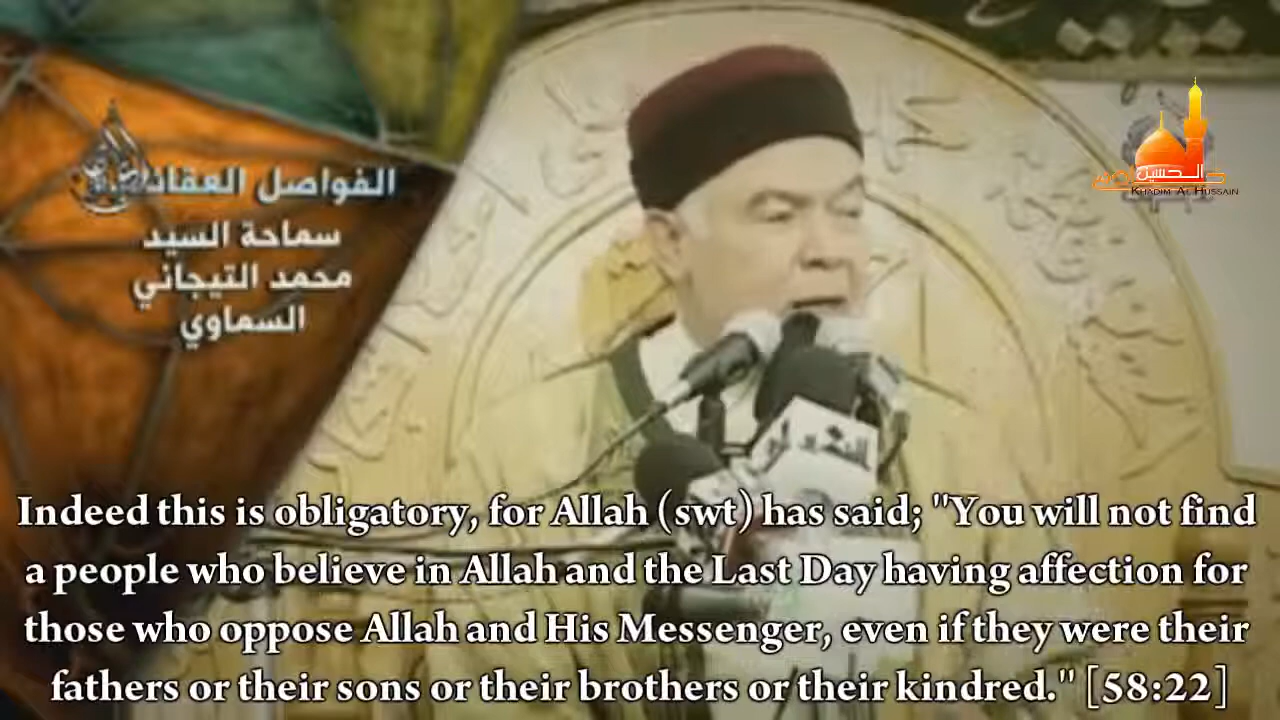 الفواصل العقائد
سماحة السيد
محمد التيجاني
السماوي
الحسين
KHADIM AL HUSSAIN
Indeed this is obligatory, for Allah (swt) has said; "You will not find
a people who believe in Allah and the Last Day having affection for
those who oppose Allah and His Messenger, even if they were their
fathers or their sons or their brothers or their kindred." [58:22]